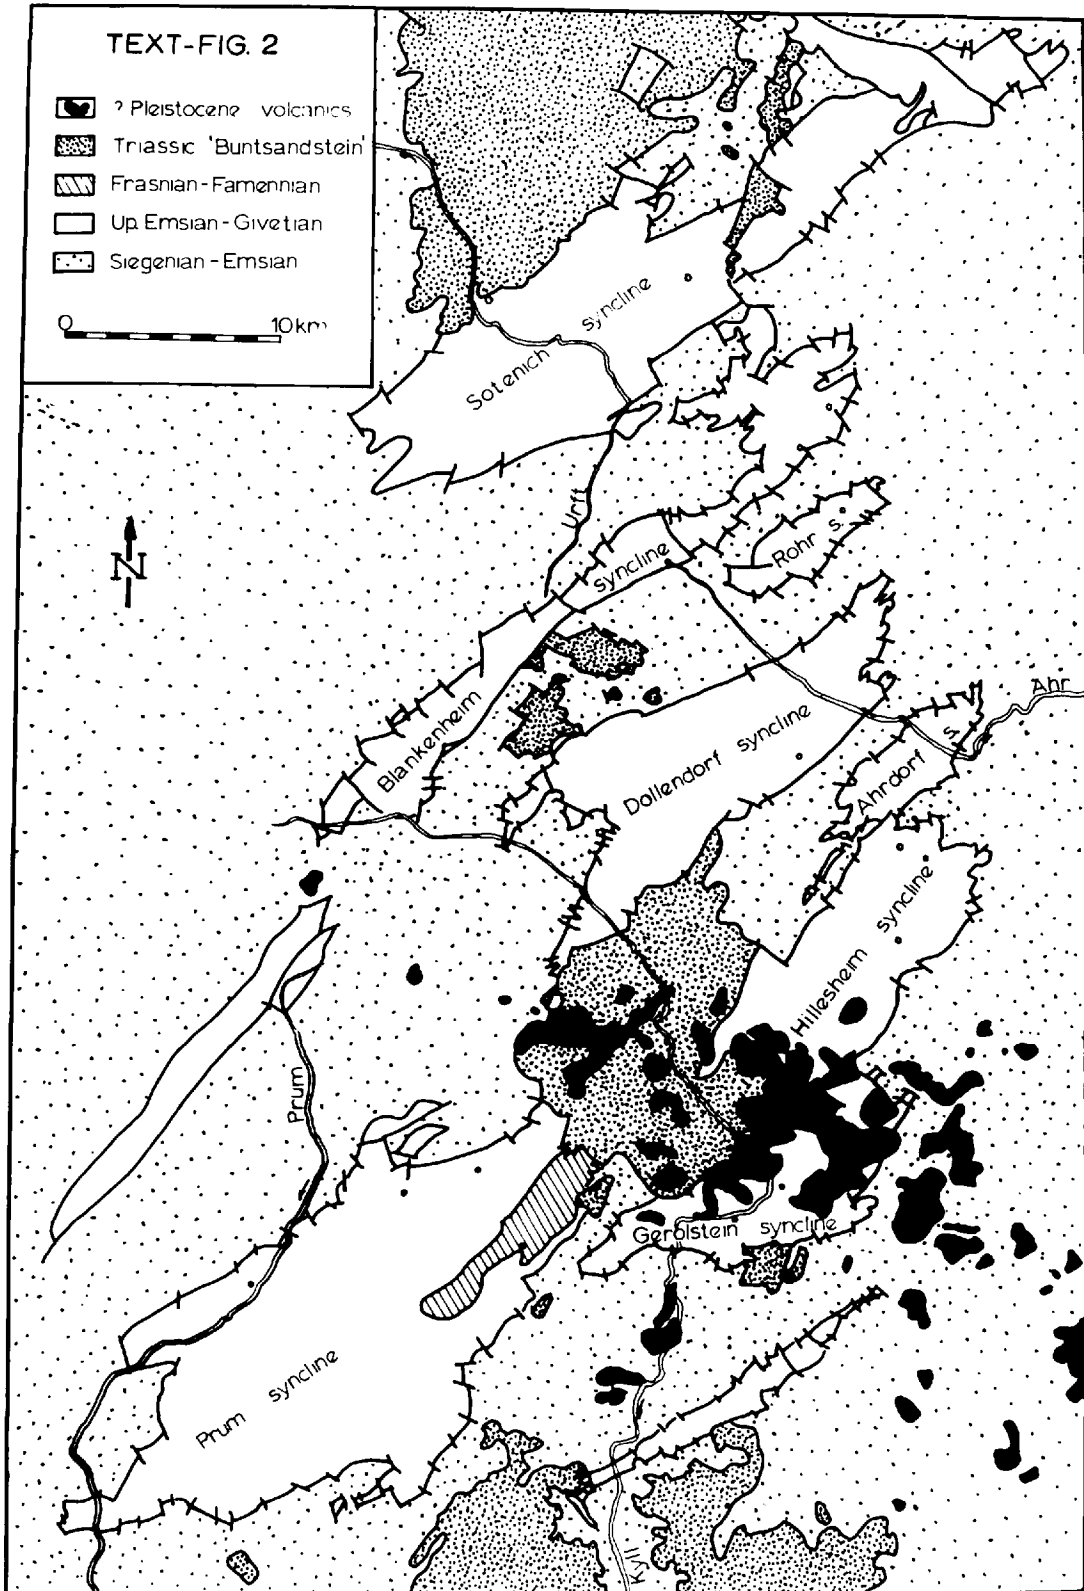 TEXT-FIG. 2
? Pleistocene volcanics
Triassic 'Buntsandstein'
Frasnian-Famennian
Up. Emsian-Givetian
Siegenian-Emsian
0 10km
Sotenich syncline
Urft
N
syncline
Rohr s.
Ahr
Blankenheim
Dollendorf syncline
Ahrdorf s.
Hillesheim syncline
Prum
Gerolstein syncline
Prum syncline
Kyll